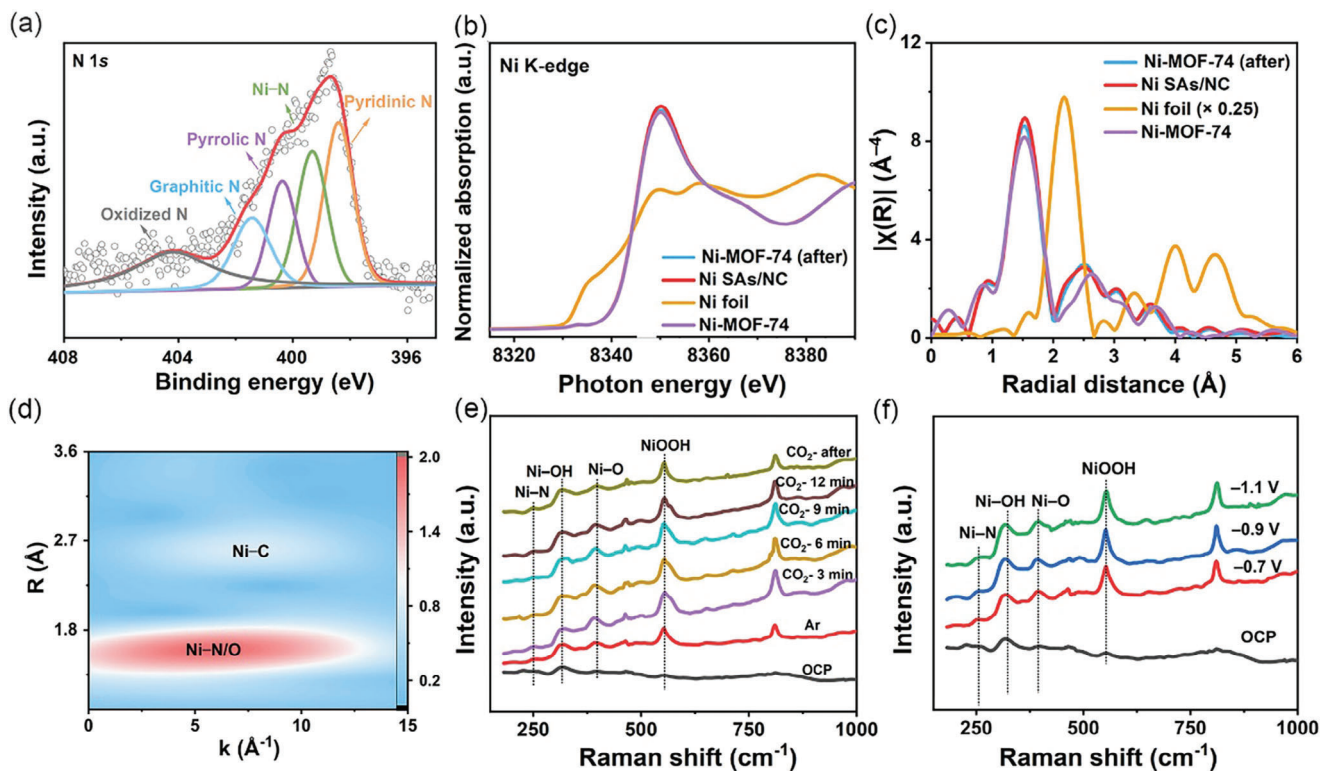 (a)
N 1s
Ni–N
Pyridinic N
Pyrrolic N
Graphitic N
Oxidized N
Intensity (a.u.)
408 404 400 396
Binding energy (eV)
(b)
Ni K-edge
Normalized absorption (a.u.)
Ni-MOF-74 (after)
Ni SAs/NC
Ni foil
Ni-MOF-74
8320 8340 8360 8380
Photon energy (eV)
(c)
12
8
4
0
|χ(R)| (Å⁻⁴)
Ni-MOF-74 (after)
Ni SAs/NC
Ni foil (× 0.25)
Ni-MOF-74
0 1 2 3 4 5 6
Radial distance (Å)
(d)
3.6
2.7
1.8
R (Å)
Ni–C
Ni–N/O
2.0
1.4
0.8
0.2
0 5 10 15
k (Å⁻¹)
(e)
Intensity (a.u.)
NiOOH
Ni–OH
Ni–O
Ni–N
CO₂- after
CO₂- 12 min
CO₂- 9 min
CO₂- 6 min
CO₂- 3 min
Ar
OCP
250 500 750 1000
Raman shift (cm⁻¹)
(f)
Intensity (a.u.)
NiOOH
Ni–OH
Ni–O
Ni–N
–1.1 V
–0.9 V
–0.7 V
OCP
250 500 750 1000
Raman shift (cm⁻¹)